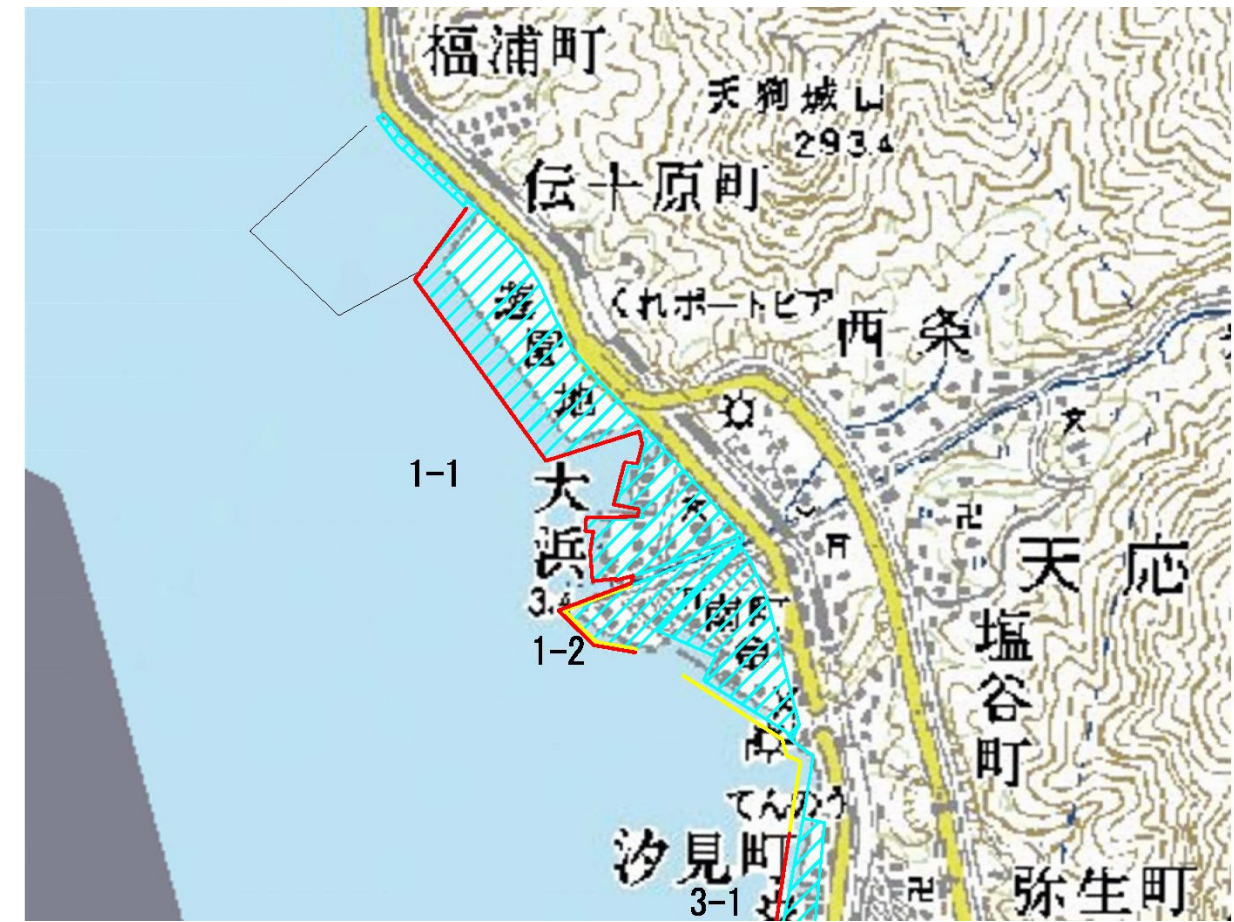 福浦町
天狗城山
293.4
伝十原町
くれポートピア
西条
遊園地
1-1
大浜
3.4
1-2
天応
塩谷町
てんのう
汐見町
3-1
弥生町